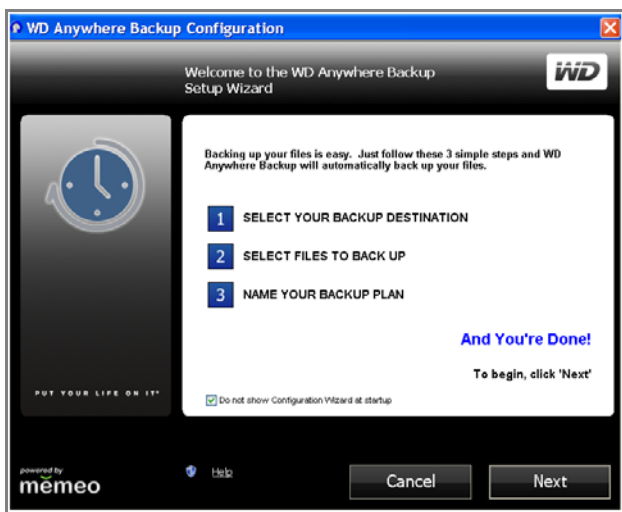 WD Anywhere Backup Configuration
Welcome to the WD Anywhere Backup
Setup Wizard
WD
Backing up your files is easy. Just follow these 3 simple steps and WD
Anywhere Backup will automatically back up your files.
1 SELECT YOUR BACKUP DESTINATION
2 SELECT FILES TO BACK UP
3 NAME YOUR BACKUP PLAN
And You're Done!
To begin, click 'Next'
PUT YOUR LIFE ON IT®
Do not show Configuration Wizard at startup
powered by
měmeo
Help
Cancel
Next